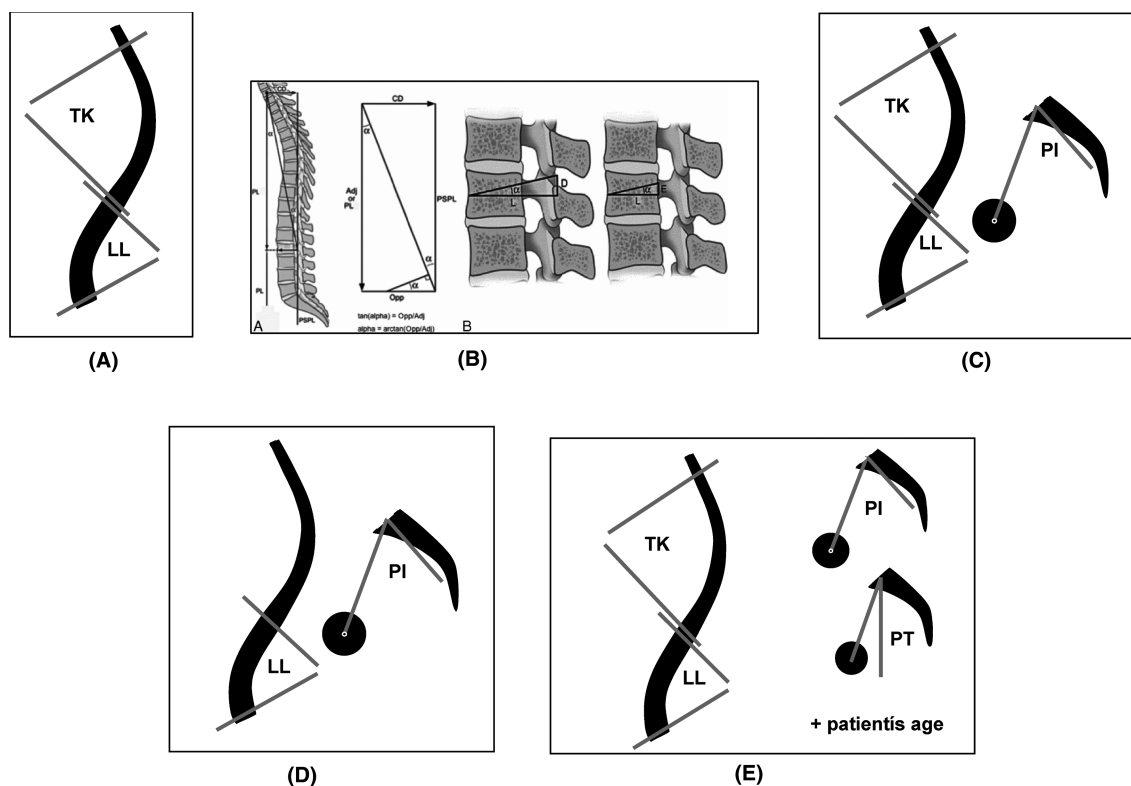 TK
LL
(A)
CD
α
α
PL
PL
PSPL
A
CD
α
Adj
or
PL
PSPL
α
α
Opp
tan(alpha) = Opp/Adj
alpha = arctan(Opp/Adj)
α
D
L
α
E
L
B
(B)
TK
LL
PI
(C)
LL
PI
(D)
TK
LL
PI
PT
+ patientís age
(E)